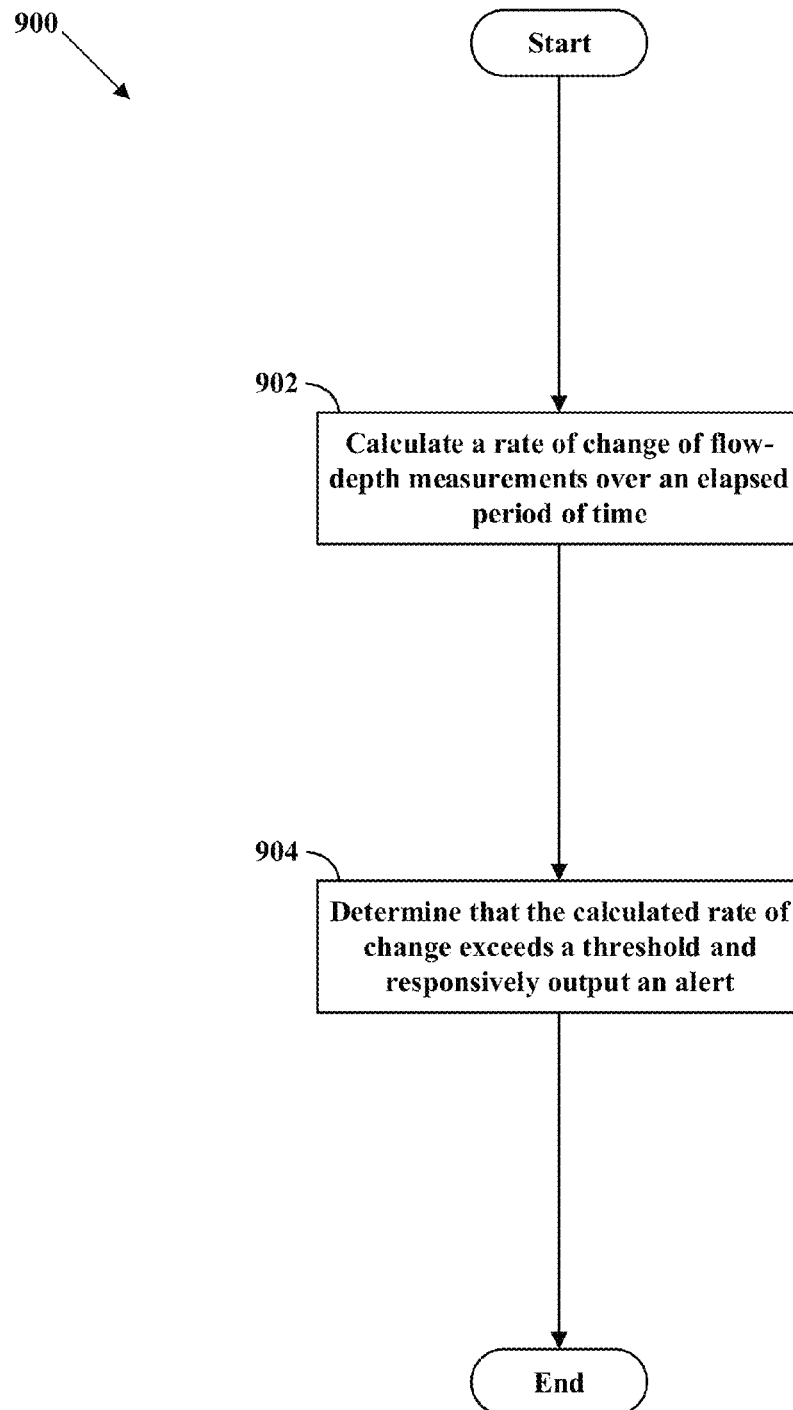 900
Start
902
Calculate a rate of change of flow-
depth measurements over an elapsed
period of time
904
Determine that the calculated rate of
change exceeds a threshold and
responsively output an alert
End